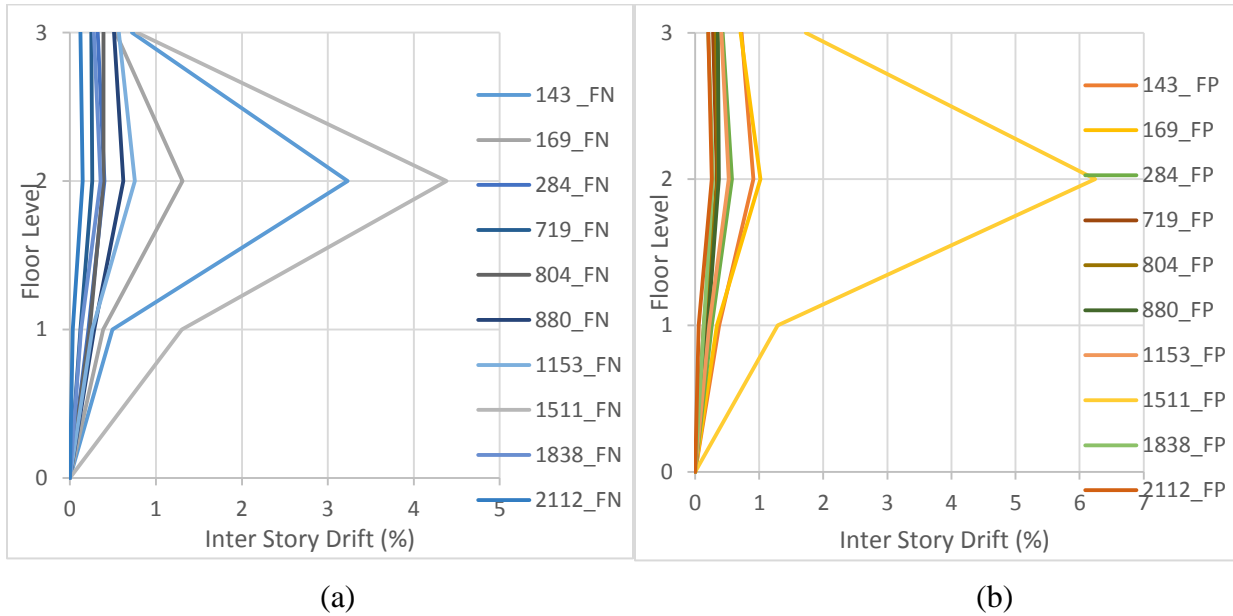 3
2
1
0
Floor Level
0 1 2 3 4 5
Inter Story Drift (%)
143 _FN
169_FN
284_FN
719_FN
804_FN
880_FN
1153_FN
1511_FN
1838_FN
2112_FN
(a)
3
2
1
0
Floor Level
0 1 2 3 4 5 6 7
Inter Story Drift (%)
143_ FP
169_FP
284_FP
719_FP
804_FP
880_FP
1153_FP
1511_FP
1838_FP
2112_FP
(b)